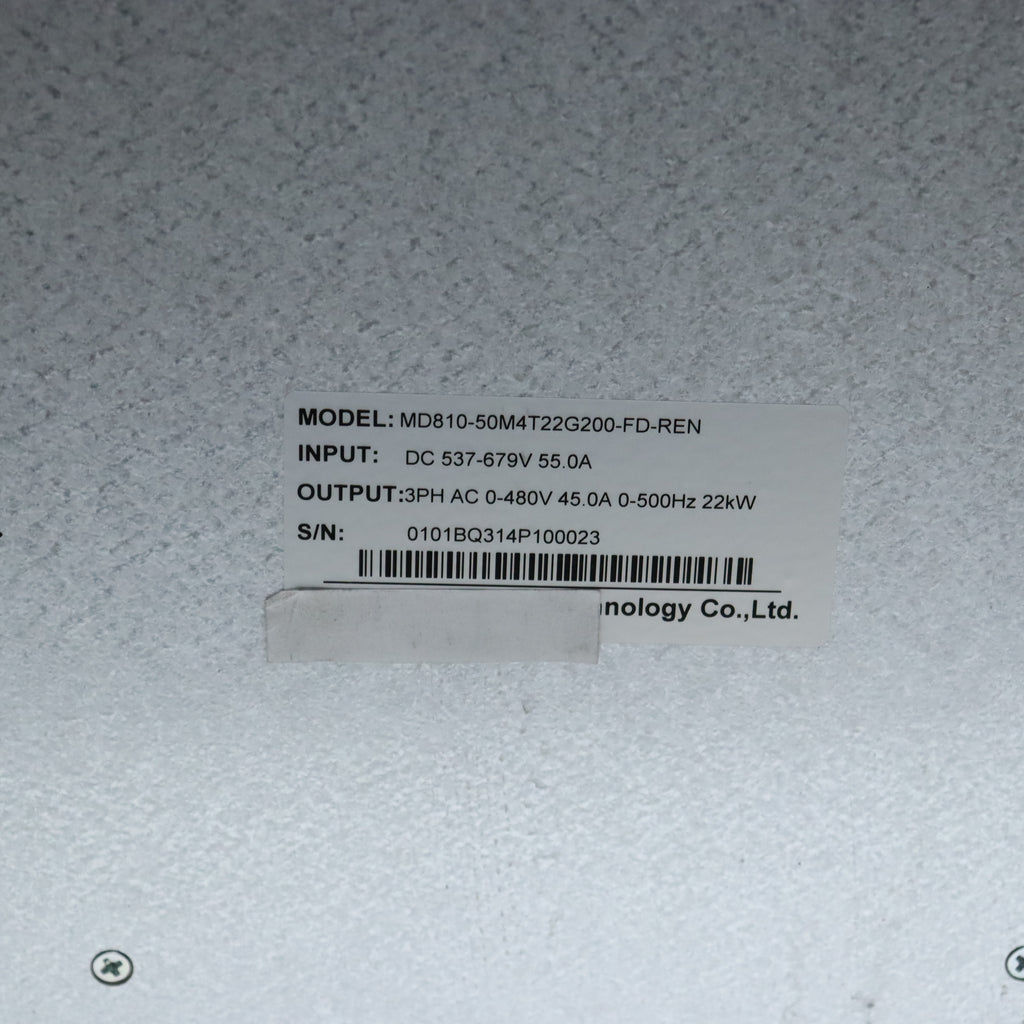 MODEL: MD810-50M4T22G200-FD-REN
INPUT: DC 537-679V 55.0A
OUTPUT:3PH AC 0-480V 45.0A 0-500Hz 22kW
S/N: 0101BQ314P100023
Co.,Ltd.